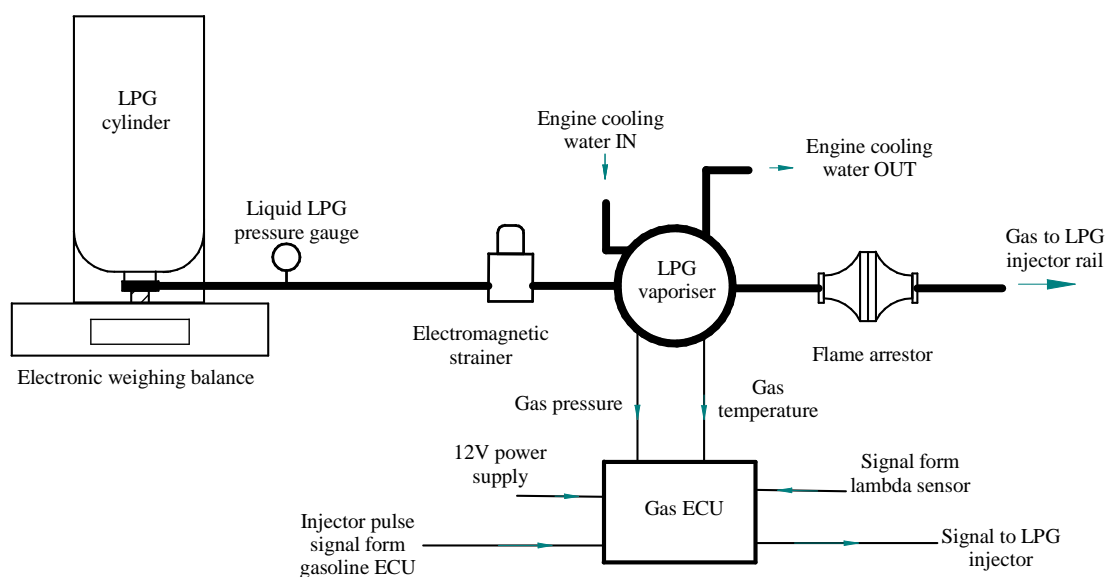 LPG
cylinder
Engine cooling
water IN
Engine cooling
water OUT
Liquid LPG
pressure gauge
LPG
vaporiser
Gas to LPG
injector rail
Electromagnetic
strainer
Flame arrestor
Electronic weighing balance
Gas pressure
Gas
temperature
12V power
supply
Signal form
lambda sensor
Gas ECU
Injector pulse
signal form
gasoline ECU
Signal to LPG
injector